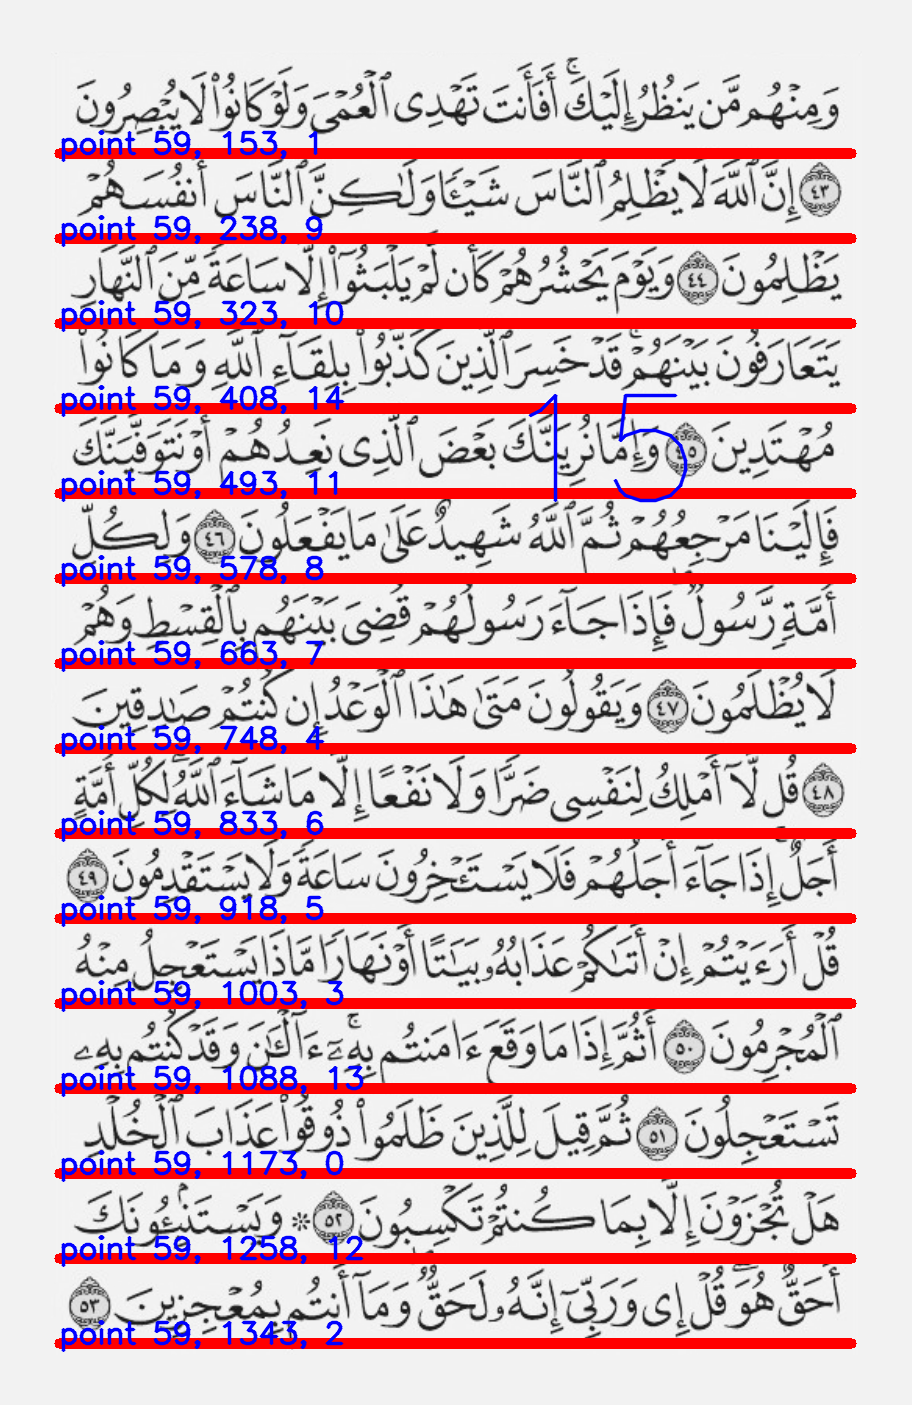 وَمِنْهُم مَّن يَنظُرُ إِلَيْكَ ۚ أَفَأَنتَ تَهْدِى ٱلْعُمْىَ وَلَوْ كَانُوا۟ لَا يُبْصِرُونَ
point 59, 153, 1
٤٣ إِنَّ ٱللَّهَ لَا يَظْلِمُ ٱلنَّاسَ شَيْـًٔا وَلَـٰكِنَّ ٱلنَّاسَ أَنفُسَهُمْ
point 59, 238, 9
يَظْلِمُونَ ٤٤ وَيَوْمَ يَحْشُرُهُمْ كَأَن لَّمْ يَلْبَثُوٓا۟ إِلَّا سَاعَةً مِّنَ ٱلنَّهَارِ
point 59, 323, 10
يَتَعَارَفُونَ بَيْنَهُمْ ۚ قَدْ خَسِرَ ٱلَّذِينَ كَذَّبُوا۟ بِلِقَآءِ ٱللَّهِ وَمَا كَانُوا۟
point 59, 408, 14
مُهْتَدِينَ ٤٥ وَإِمَّا نُرِيَنَّكَ بَعْضَ ٱلَّذِى نَعِدُهُمْ أَوْ نَتَوَفَّيَنَّكَ
15
point 59, 493, 11
فَإِلَيْنَا مَرْجِعُهُمْ ثُمَّ ٱللَّهُ شَهِيدٌ عَلَىٰ مَا يَفْعَلُونَ ٤٦ وَلِكُلِّ
point 59, 578, 8
أُمَّةٍ رَّسُولٌ ۖ فَإِذَا جَآءَ رَسُولُهُمْ قُضِىَ بَيْنَهُم بِٱلْقِسْطِ وَهُمْ
point 59, 663, 7
لَا يُظْلَمُونَ ٤٧ وَيَقُولُونَ مَتَىٰ هَـٰذَا ٱلْوَعْدُ إِن كُنتُمْ صَـٰدِقِينَ
point 59, 748, 4
٤٨ قُل لَّآ أَمْلِكُ لِنَفْسِى ضَرًّا وَلَا نَفْعًا إِلَّا مَا شَآءَ ٱللَّهُ ۗ لِكُلِّ أُمَّةٍ
point 59, 833, 6
أَجَلٌ ۚ إِذَا جَآءَ أَجَلُهُمْ فَلَا يَسْتَـْٔخِرُونَ سَاعَةً وَلَا يَسْتَقْدِمُونَ ٤٩
point 59, 918, 5
قُلْ أَرَءَيْتُمْ إِنْ أَتَىٰكُمْ عَذَابُهُۥ بَيَـٰتًا أَوْ نَهَارًا مَّاذَا يَسْتَعْجِلُ مِنْهُ
point 59, 1003, 3
ٱلْمُجْرِمُونَ ٥٠ أَثُمَّ إِذَا مَا وَقَعَ ءَامَنتُم بِهِۦٓ ۚ ءَآلْـَٔـٰنَ وَقَدْ كُنتُم بِهِۦ
point 59, 1088, 13
تَسْتَعْجِلُونَ ٥١ ثُمَّ قِيلَ لِلَّذِينَ ظَلَمُوا۟ ذُوقُوا۟ عَذَابَ ٱلْخُلْدِ
point 59, 1173, 0
هَلْ تُجْزَوْنَ إِلَّا بِمَا كُنتُمْ تَكْسِبُونَ ٥٢ ۞ وَيَسْتَنۢبِـُٔونَكَ
point 59, 1258, 12
أَحَقٌّ هُوَ ۖ قُلْ إِى وَرَبِّىٓ إِنَّهُۥ لَحَقٌّ ۖ وَمَآ أَنتُم بِمُعْجِزِينَ ٥٣
point 59, 1343, 2